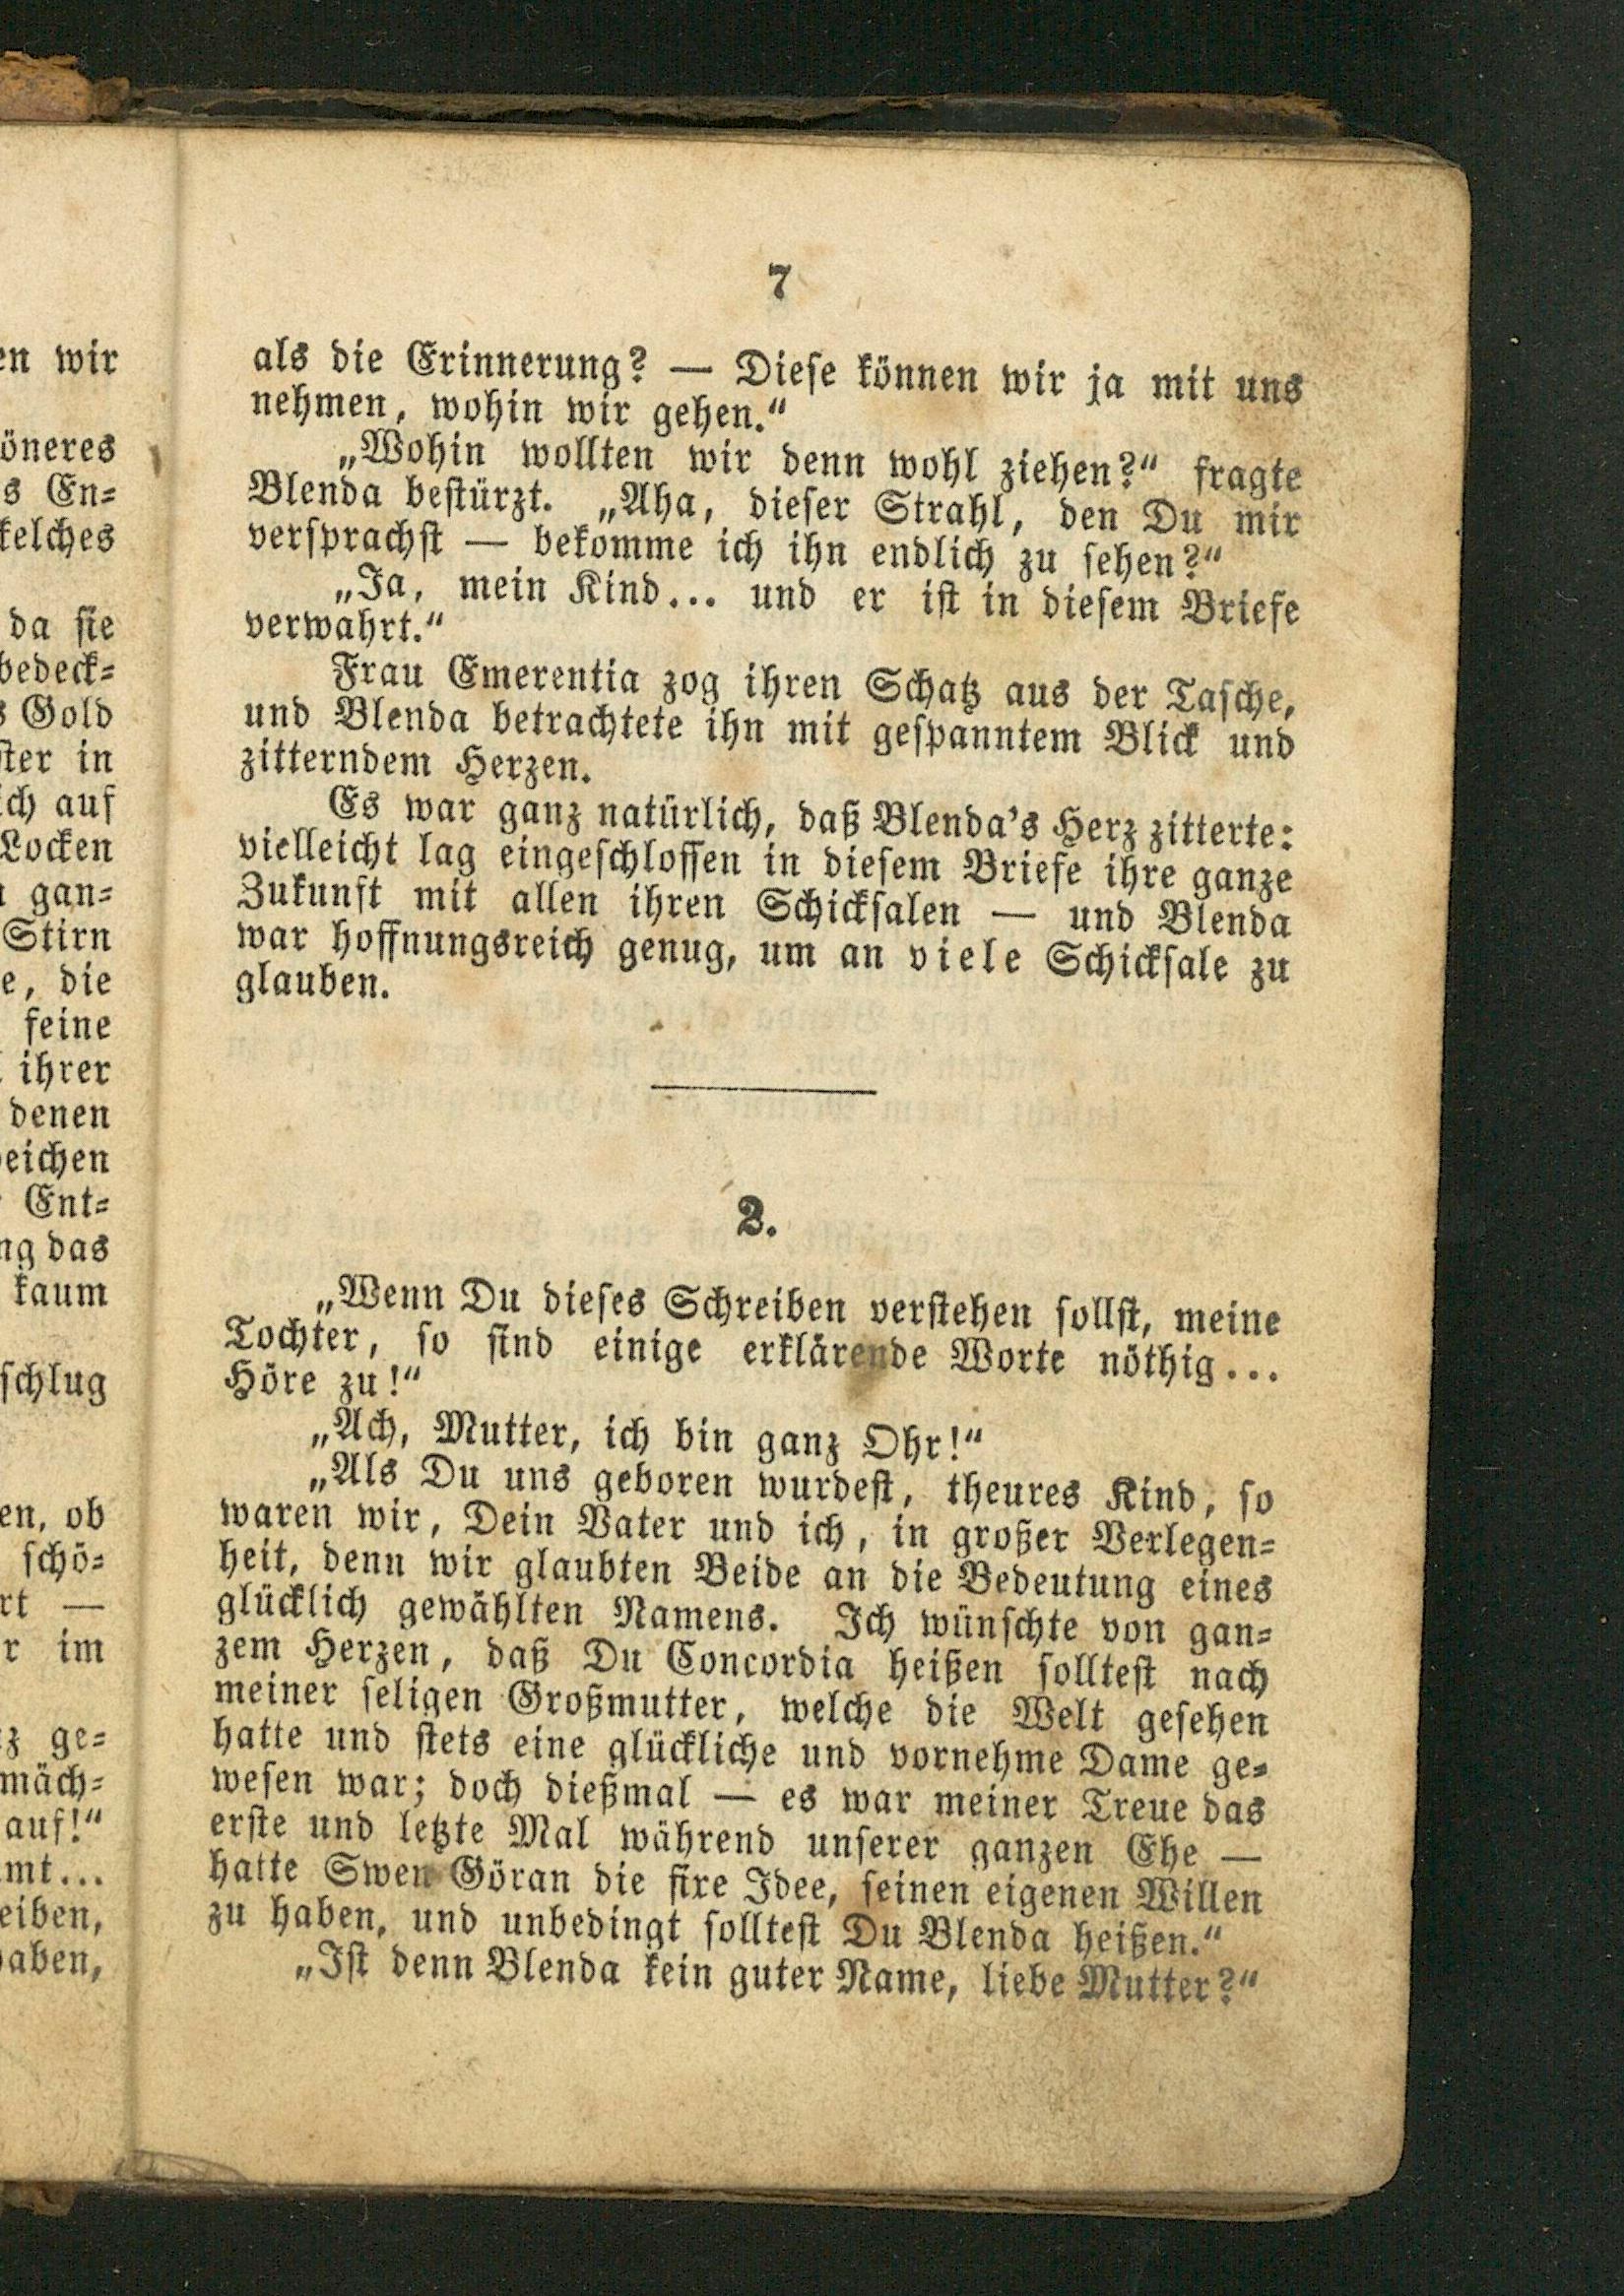 7
als die Erinnerung? — Diese können wir ja mit uns
nehmen, wohin wir gehen.“
„Wohin wollten wir denn wohl ziehen?“ fragte
Blenda bestürzt. „Aha, dieser Strahl, den Du mir
versprachst — bekomme ich ihn endlich zu sehen?“
„Ja, mein Kind... und er ist in diesem Briefe
verwahrt.“
Frau Emerentia zog ihren Schatz aus der Tasche,
und Blenda betrachtete ihn mit gespanntem Blick und
zitterndem Herzen.
Es war ganz natürlich, daß Blenda's Herz zitterte:
vielleicht lag eingeschlossen in diesem Briefe ihre ganze
Zukunft mit allen ihren Schicksalen — und Blenda
war hoffnungsreich genug, um an viele Schicksale zu
glauben.
2.
„Wenn Du dieses Schreiben verstehen sollst, meine
Tochter, so sind einige erklärende Worte nöthig...
Höre zu!“
„Ach, Mutter, ich bin ganz Ohr!“
„Als Du uns geboren wurdest, theures Kind, so
waren wir, Dein Vater und ich, in großer Verlegen-
heit, denn wir glaubten Beide an die Bedeutung eines
glücklich gewählten Namens. Ich wünschte von gan-
zem Herzen, daß Du Concordia heißen solltest nach
meiner seligen Großmutter, welche die Welt gesehen
hatte und stets eine glückliche und vornehme Dame ge-
wesen war; doch dießmal — es war meiner Treue das
erste und letzte Mal während unserer ganzen Ehe —
hatte Swen Göran die fixe Idee, seinen eigenen Willen
zu haben, und unbedingt solltest Du Blenda heißen.“
„Ist denn Blenda kein guter Name, liebe Mutter?“